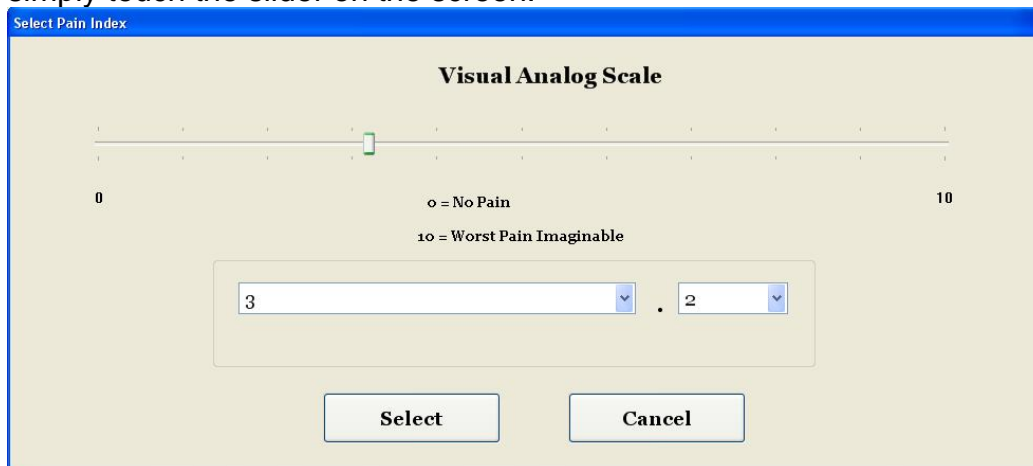 simply touch the slider on the screen.
Select Pain Index
Visual Analog Scale
0 10
0 = No Pain
10 = Worst Pain Imaginable
3 . 2
Select Cancel